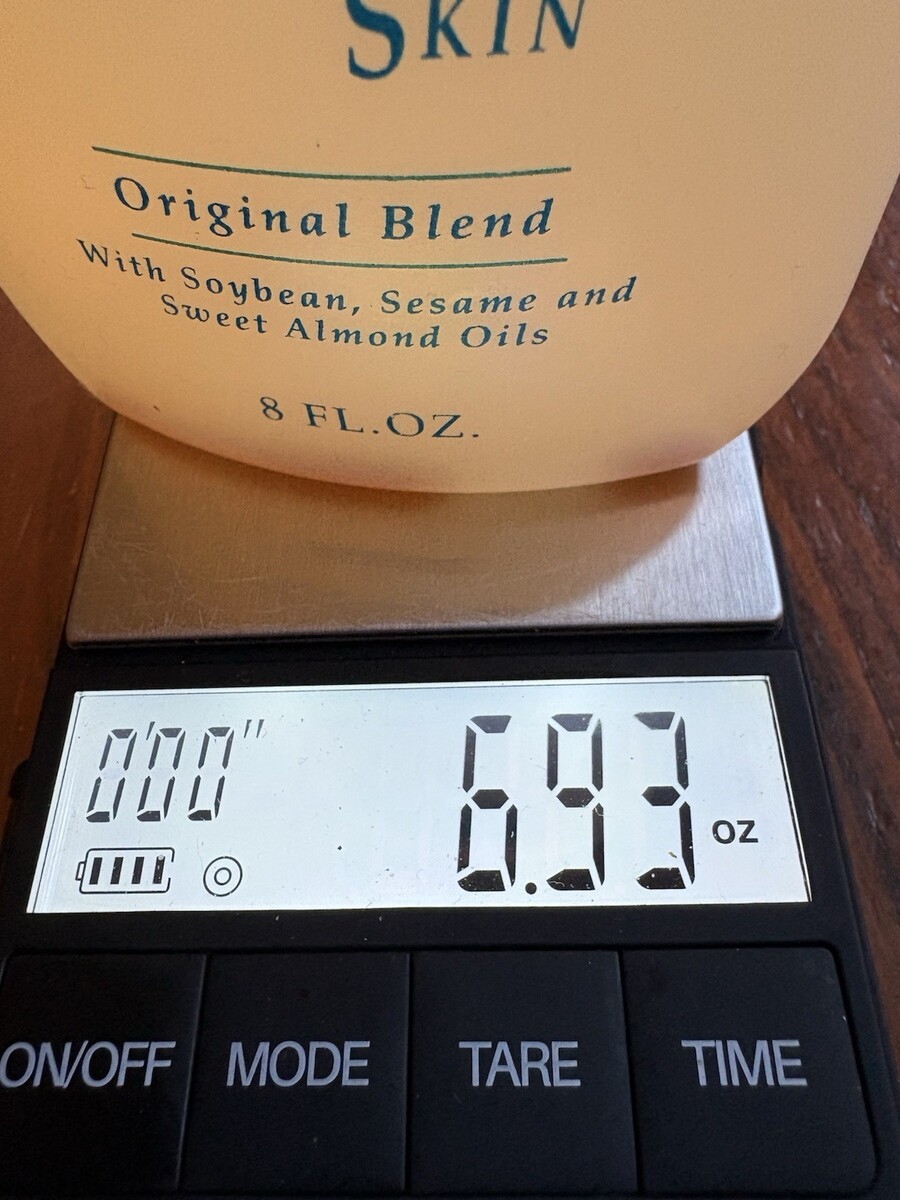 SKIN
Original Blend
With Soybean, Sesame and
Sweet Almond Oils
8 FL.OZ.
0'00"
6.93 oz
ON/OFF MODE TARE TIME